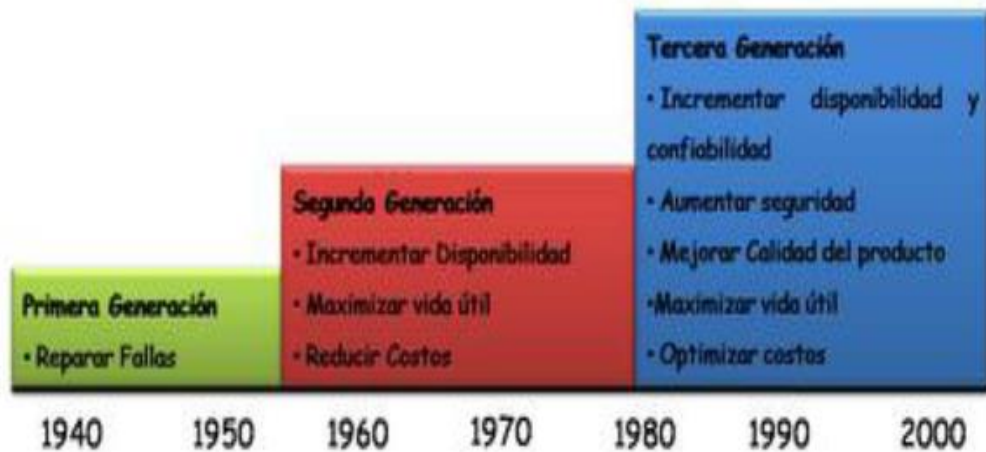 Primera Generación
• Reparar Fallas
Segunda Generación
• Incrementar Disponibilidad
• Maximizar vida útil
• Reducir Costos
Tercera Generación
• Incrementar disponibilidad y
confiabilidad
• Aumentar seguridad
• Mejorar Calidad del producto
•Maximizar vida útil
• Optimizar costos
1940 1950 1960 1970 1980 1990 2000